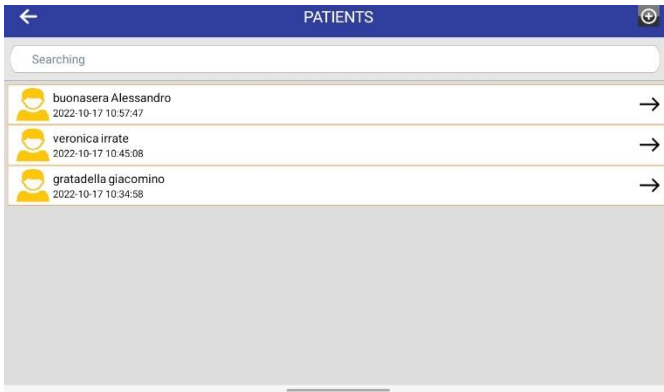 PATIENTS
Searching
buonasera Alessandro
2022-10-17 10:57:47
veronica irrate
2022-10-17 10:45:08
gratadella giacomino
2022-10-17 10:34:58